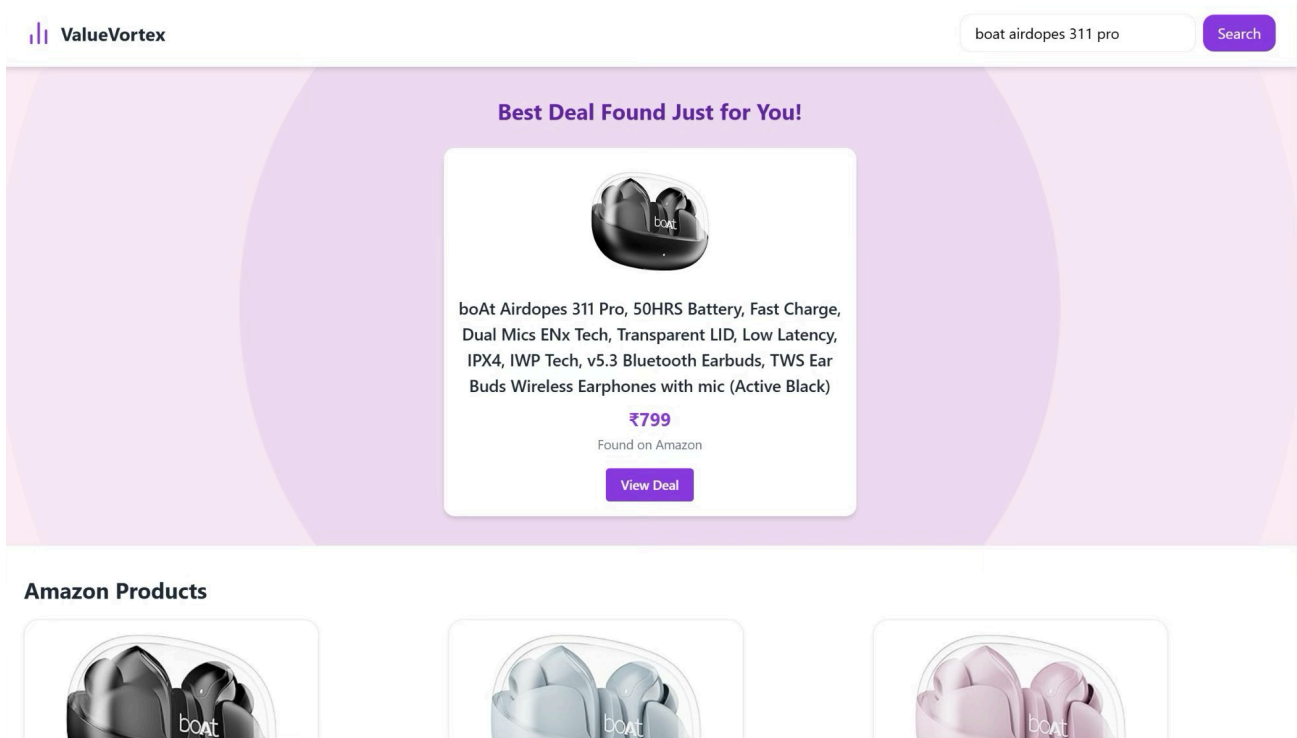 ValueVortex
boat airdopes 311 pro
Search
Best Deal Found Just for You!
boAt
boAt Airdopes 311 Pro, 50HRS Battery, Fast Charge,
Dual Mics ENx Tech, Transparent LID, Low Latency,
IPX4, IWP Tech, v5.3 Bluetooth Earbuds, TWS Ear
Buds Wireless Earphones with mic (Active Black)
₹799
Found on Amazon
View Deal
Amazon Products
boAt
boAt
boAt